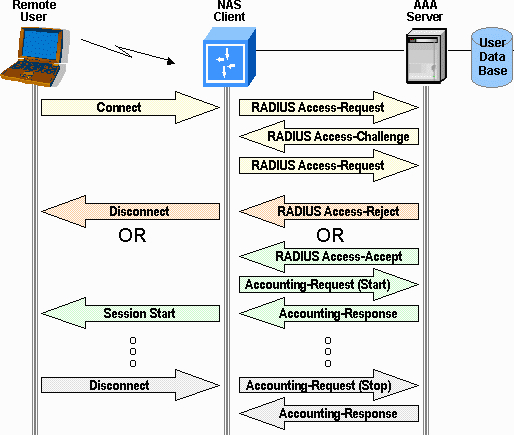 Remote
User
NAS
Client
AAA
Server
User
Data
Base
Connect
RADIUS Access-Request
RADIUS Access-Challenge
RADIUS Access-Request
Disconnect
RADIUS Access-Reject
OR
OR
RADIUS Access-Accept
Accounting-Request (Start)
Session Start
Accounting-Response
Disconnect
Accounting-Request (Stop)
Accounting-Response